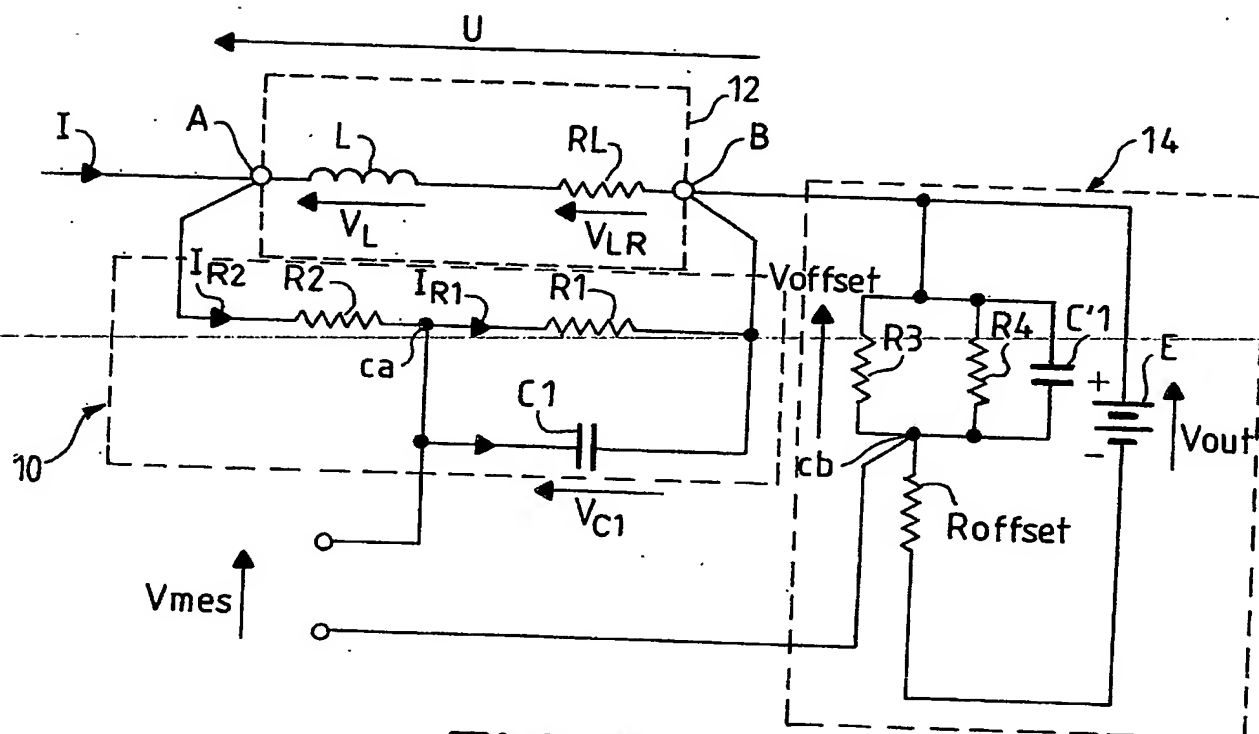 U
12
I
A
L
RL
B
14
VL
VLR
IR2
R2
IR1
R1
Voffset
R3
R4
C'1
E
+
ca
C1
cb
-
Vout
10
VC1
Roffset
Vmes